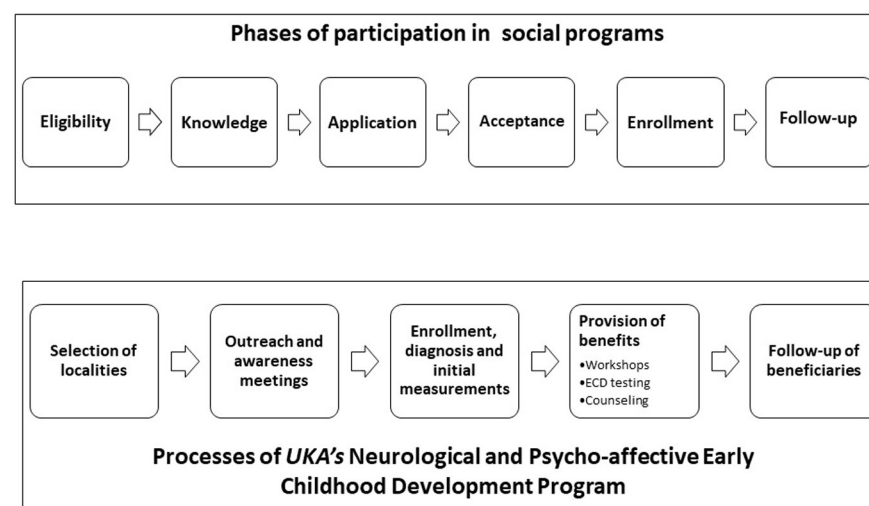 Phases of participation in social programs
Eligibility
Knowledge
Application
Acceptance
Enrollment
Follow-up
Selection of
localities
Outreach and
awareness
meetings
Enrollment,
diagnosis and
initial
measurements
Provision of
benefits
•Workshops
•ECD testing
•Counseling
Follow-up of
beneficiaries
Processes of UKA's Neurological and Psycho-affective Early
Childhood Development Program